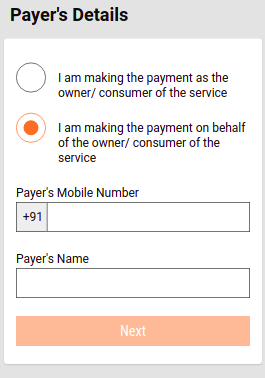 Payer's Details
I am making the payment as the
owner/ consumer of the service
I am making the payment on behalf
of the owner/ consumer of the
service
Payer's Mobile Number
+91
Payer's Name
Next